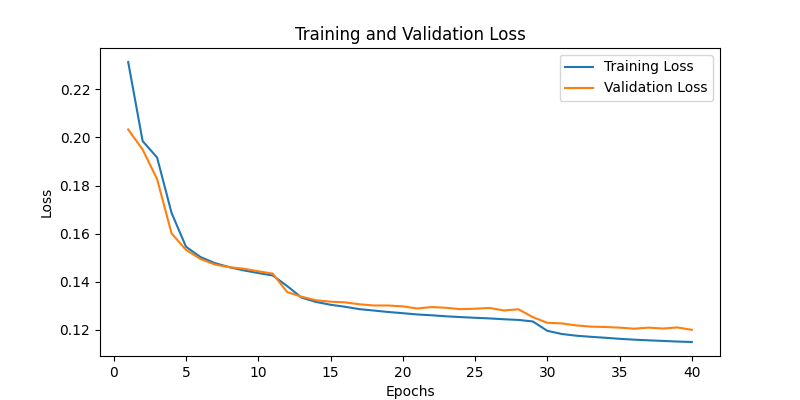 Training and Validation Loss
Training Loss
Validation Loss
Loss
0.22
0.20
0.18
0.16
0.14
0.12
0 5 10 15 20 25 30 35 40
Epochs